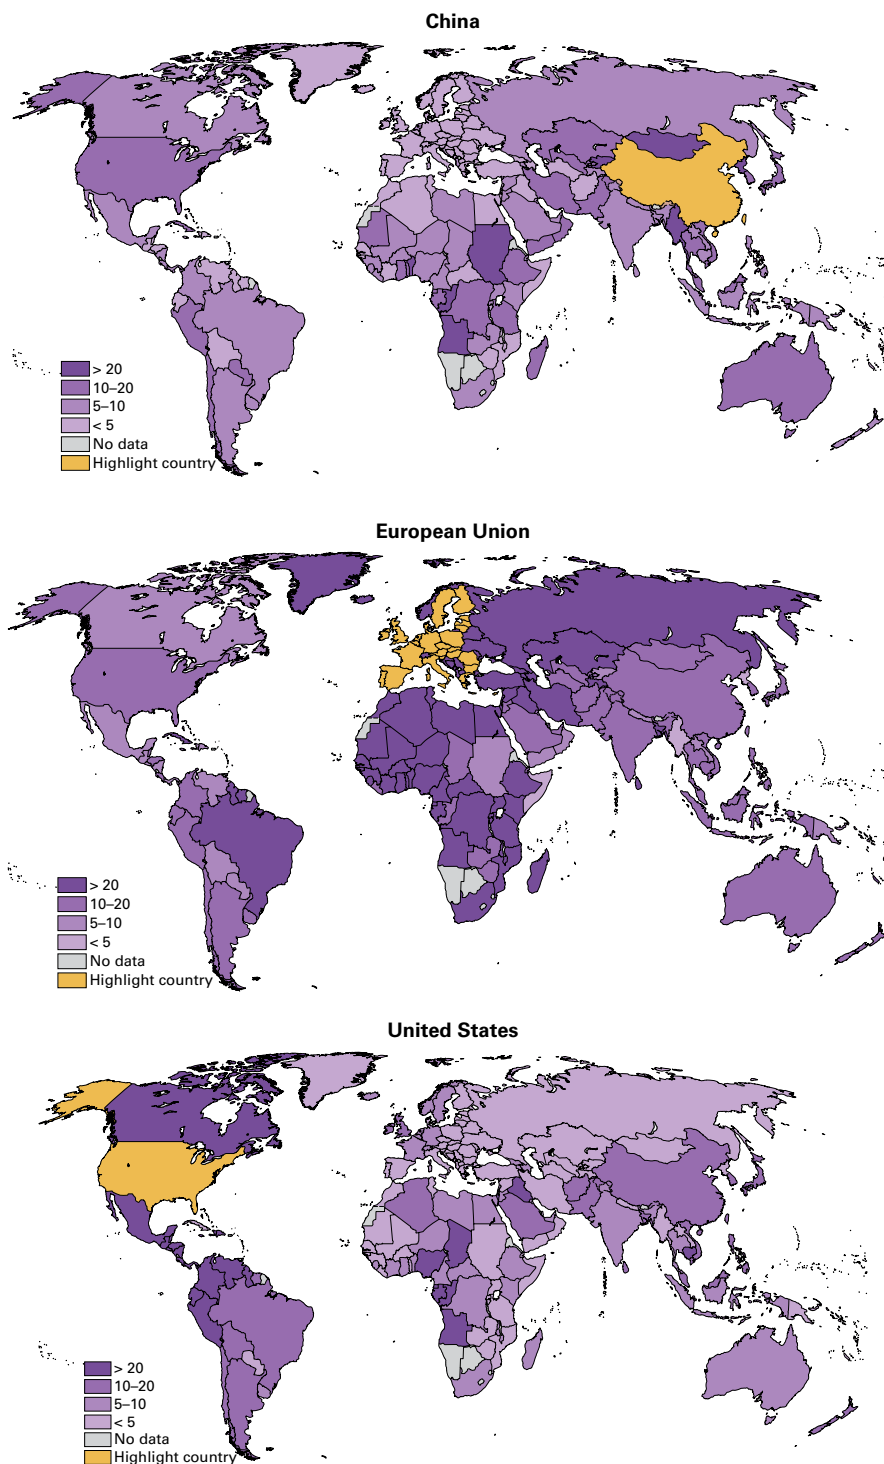 China
> 20
10–20
5–10
< 5
No data
Highlight country
European Union
> 20
10–20
5–10
< 5
No data
Highlight country
United States
> 20
10–20
5–10
< 5
No data
Highlight country